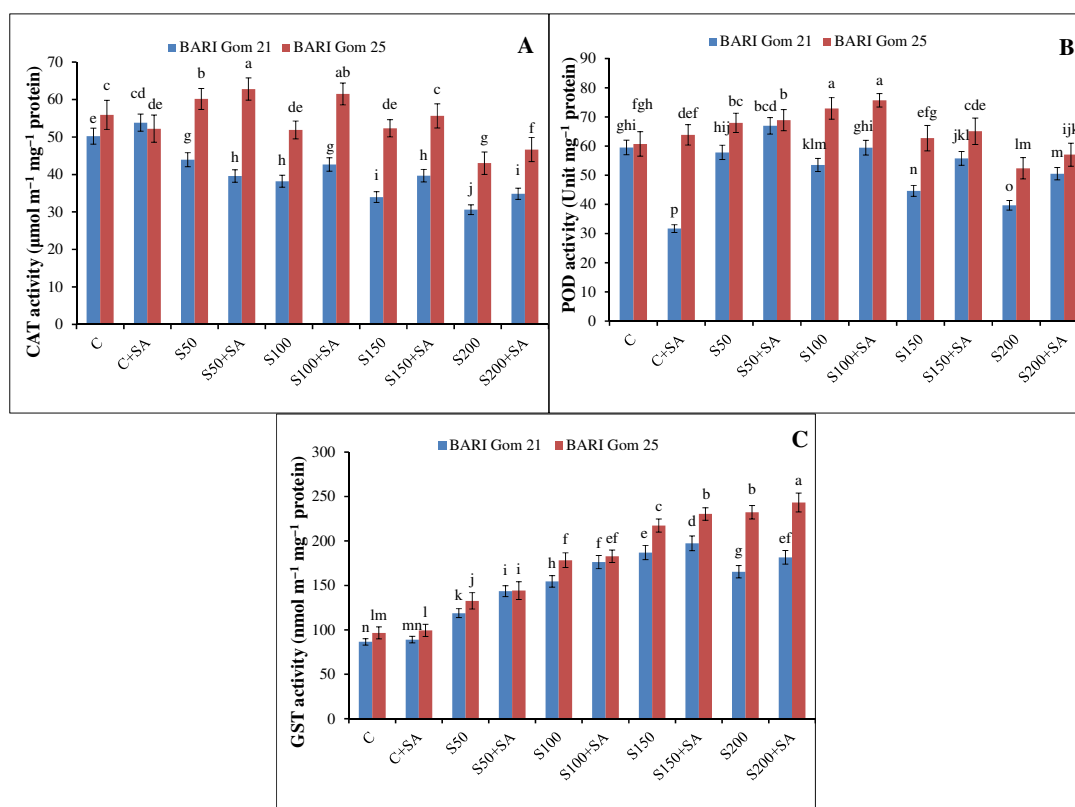 BARI Gom 21 BARI Gom 25 A
CAT activity (μmol m⁻¹ mg⁻¹ protein)
70
60
50
40
30
20
10
0
e c cd de g b h a h de g ab i de h c j g i f
C C+SA S50 S50+SA S100 S100+SA S150 S150+SA S200 S200+SA
BARI Gom 21 BARI Gom 25 B
POD activity (Unit mg⁻¹ protein)
90
80
70
60
50
40
30
20
10
0
ghi fgh p def hij bc bcd b klm a ghi a n efg jkl cde o lm m ijk
C C+SA S50 S50+SA S100 S100+SA S150 S150+SA S200 S200+SA
BARI Gom 21 BARI Gom 25 C
GST activity (nmol m⁻¹ mg⁻¹ protein)
300
250
200
150
100
50
0
n lm mn l k j i i h f f ef e c d b g b ef a
C C+SA S50 S50+SA S100 S100+SA S150 S150+SA S200 S200+SA